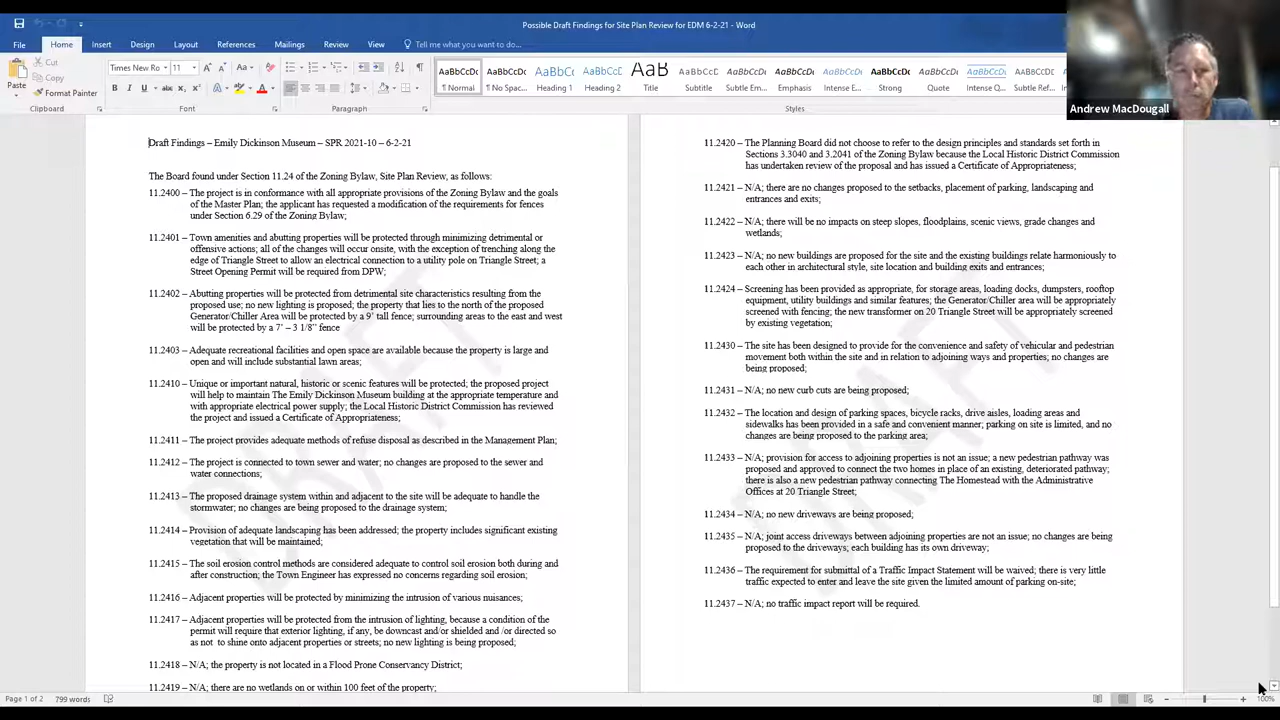 Possible Draft Findings for Site Plan Review for EDM 6-2-21 - Word
File Home Insert Design Layout References Mailings Review View Tell me what you want to do...
Cut
Copy
Format Painter
Paste
Clipboard
Times New Ro 11
Font
Paragraph
AaBbCcDc AaBbCcDc AaBbC AaBbCcC AaB AaBbCcC AaBbCcDc AaBbCcDc AaBbCcDc AaBbCcDc AaBbCcDc AaBbCcDc
¶ Normal ¶ No Spac... Heading 1 Heading 2 Title Subtitle Subtle Em... Emphasis Intense E... Strong Quote Intense Q... Subtle Ref...
Styles
Andrew MacDougall
Draft Findings – Emily Dickinson Museum – SPR 2021-10 – 6-2-21
The Board found under Section 11.24 of the Zoning Bylaw, Site Plan Review, as follows:
11.2400 – The project is in conformance with all appropriate provisions of the Zoning Bylaw and the goals
of the Master Plan; the applicant has requested a modification of the requirements for fences
under Section 6.29 of the Zoning Bylaw;
11.2401 – Town amenities and abutting properties will be protected through minimizing detrimental or
offensive actions; all of the changes will occur onsite, with the exception of trenching along the
edge of Triangle Street to allow an electrical connection to a utility pole on Triangle Street; a
Street Opening Permit will be required from DPW;
11.2402 – Abutting properties will be protected from detrimental site characteristics resulting from the
proposed use; no new lighting is proposed; the property that lies to the north of the proposed
Generator/Chiller Area will be protected by a 9' tall fence; surrounding areas to the east and west
will be protected by a 7' – 3 1/8" fence
11.2403 – Adequate recreational facilities and open space are available because the property is large and
open and will include substantial lawn areas;
11.2410 – Unique or important natural, historic or scenic features will be protected; the proposed project
will help to maintain The Emily Dickinson Museum building at the appropriate temperature and
with appropriate electrical power supply; the Local Historic District Commission has reviewed
the project and issued a Certificate of Appropriateness;
11.2411 – The project provides adequate methods of refuse disposal as described in the Management Plan;
11.2412 – The project is connected to town sewer and water; no changes are proposed to the sewer and
water connections;
11.2413 – The proposed drainage system within and adjacent to the site will be adequate to handle the
stormwater; no changes are being proposed to the drainage system;
11.2414 – Provision of adequate landscaping has been addressed; the property includes significant existing
vegetation that will be maintained;
11.2415 – The soil erosion control methods are considered adequate to control soil erosion both during and
after construction; the Town Engineer has expressed no concerns regarding soil erosion;
11.2416 – Adjacent properties will be protected by minimizing the intrusion of various nuisances;
11.2417 – Adjacent properties will be protected from the intrusion of lighting, because a condition of the
permit will require that exterior lighting, if any, be downcast and/or shielded and /or directed so
as not to shine onto adjacent properties or streets; no new lighting is being proposed;
11.2418 – N/A; the property is not located in a Flood Prone Conservancy District;
11.2419 – N/A; there are no wetlands on or within 100 feet of the property;
11.2420 – The Planning Board did not choose to refer to the design principles and standards set forth in
Sections 3.3040 and 3.2041 of the Zoning Bylaw because the Local Historic District Commission
has undertaken review of the proposal and has issued a Certificate of Appropriateness;
11.2421 – N/A; there are no changes proposed to the setbacks, placement of parking, landscaping and
entrances and exits;
11.2422 – N/A; there will be no impacts on steep slopes, floodplains, scenic views, grade changes and
wetlands;
11.2423 – N/A; no new buildings are proposed for the site and the existing buildings relate harmoniously to
each other in architectural style, site location and building exits and entrances;
11.2424 – Screening has been provided as appropriate, for storage areas, loading docks, dumpsters, rooftop
equipment, utility buildings and similar features; the Generator/Chiller area will be appropriately
screened with fencing; the new transformer on 20 Triangle Street will be appropriately screened
by existing vegetation;
11.2430 – The site has been designed to provide for the convenience and safety of vehicular and pedestrian
movement both within the site and in relation to adjoining ways and properties; no changes are
being proposed;
11.2431 – N/A; no new curb cuts are being proposed;
11.2432 – The location and design of parking spaces, bicycle racks, drive aisles, loading areas and
sidewalks has been provided in a safe and convenient manner; parking on site is limited, and no
changes are being proposed to the parking area;
11.2433 – N/A; provision for access to adjoining properties is not an issue; a new pedestrian pathway was
proposed and approved to connect the two homes in place of an existing, deteriorated pathway;
there is also a new pedestrian pathway connecting The Homestead with the Administrative
Offices at 20 Triangle Street;
11.2434 – N/A; no new driveways are being proposed;
11.2435 – N/A; joint access driveways between adjoining properties are not an issue; no changes are being
proposed to the driveways; each building has its own driveway;
11.2436 – The requirement for submittal of a Traffic Impact Statement will be waived; there is very little
traffic expected to enter and leave the site given the limited amount of parking on-site;
11.2437 – N/A; no traffic impact report will be required.
DRAFT DRAFT
Page 1 of 2 799 words
100%